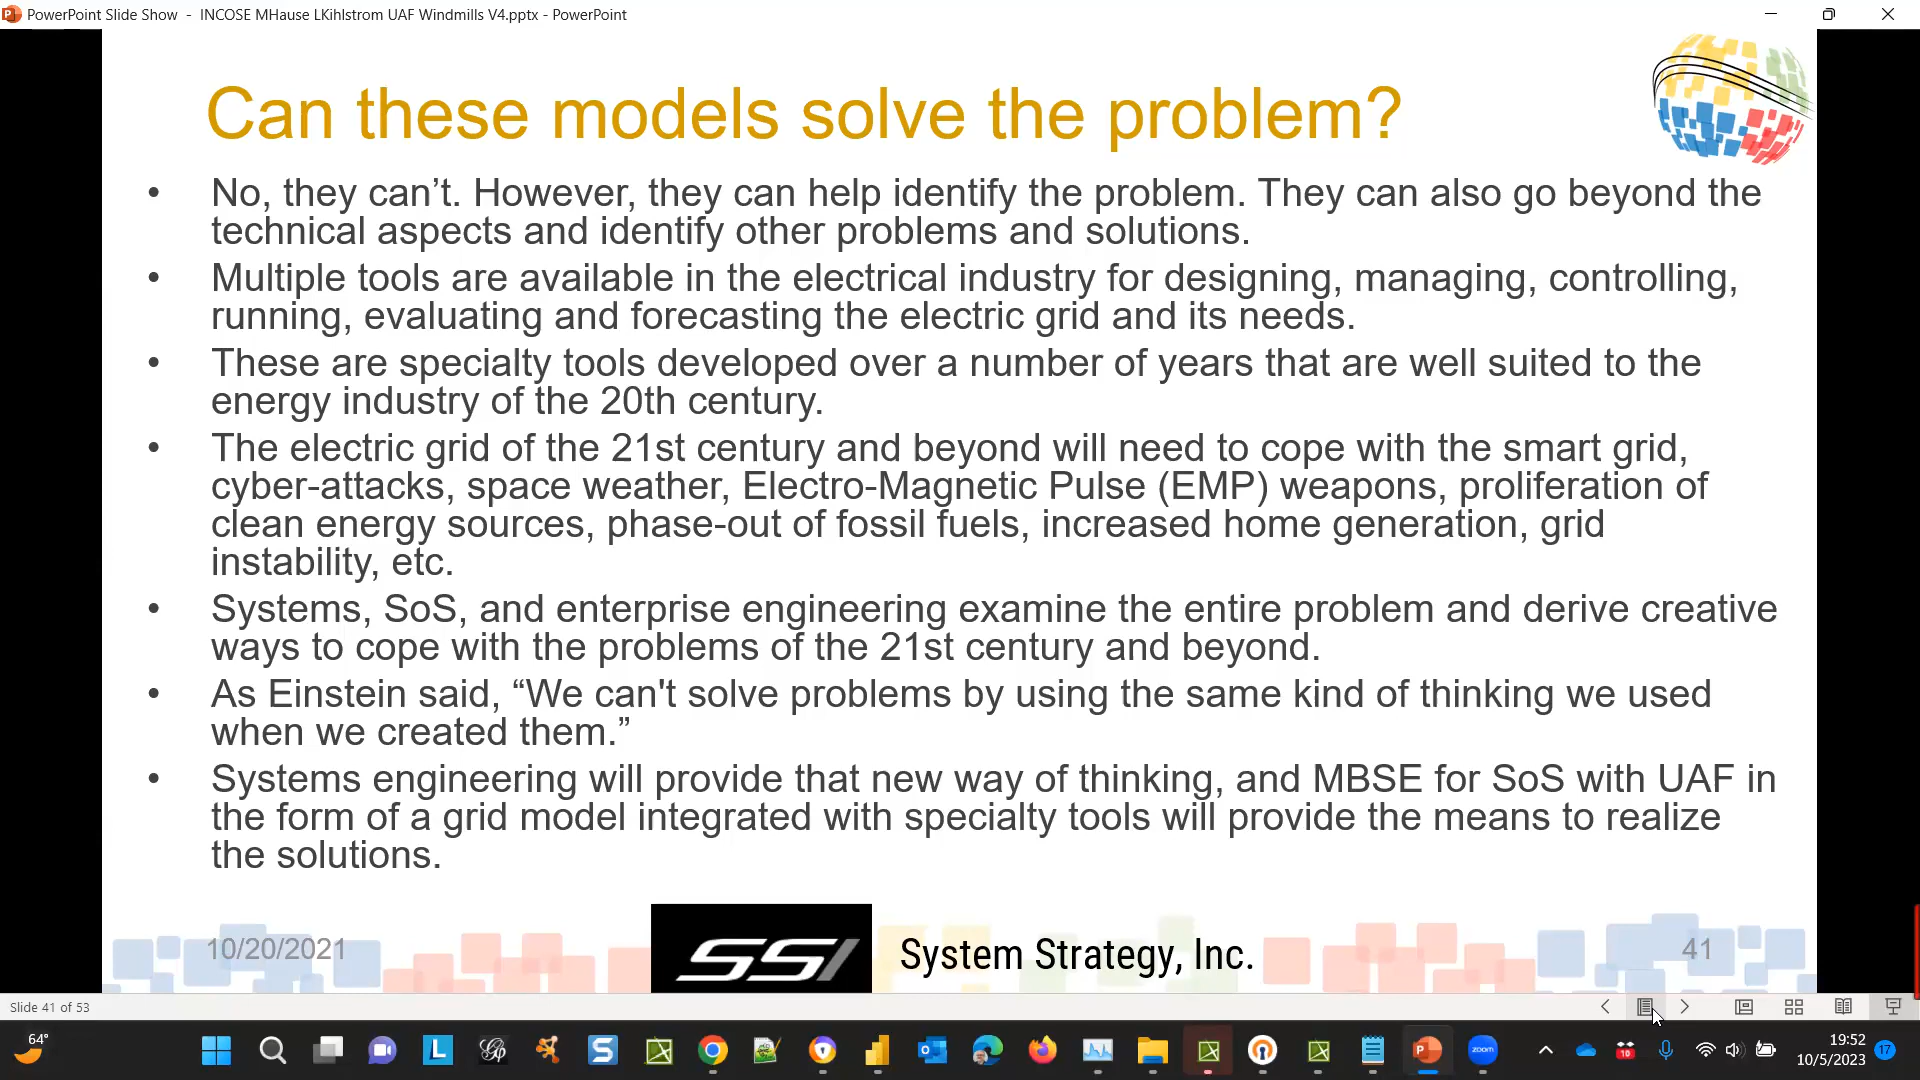 PowerPoint Slide Show - INCOSE MHause LKihlstrom UAF Windmills V4.pptx - PowerPoint
Can these models solve the problem?
• No, they can’t. However, they can help identify the problem. They can also go beyond the
technical aspects and identify other problems and solutions.
• Multiple tools are available in the electrical industry for designing, managing, controlling,
running, evaluating and forecasting the electric grid and its needs.
• These are specialty tools developed over a number of years that are well suited to the
energy industry of the 20th century.
• The electric grid of the 21st century and beyond will need to cope with the smart grid,
cyber-attacks, space weather, Electro-Magnetic Pulse (EMP) weapons, proliferation of
clean energy sources, phase-out of fossil fuels, increased home generation, grid
instability, etc.
• Systems, SoS, and enterprise engineering examine the entire problem and derive creative
ways to cope with the problems of the 21st century and beyond.
• As Einstein said, “We can't solve problems by using the same kind of thinking we used
when we created them.”
• Systems engineering will provide that new way of thinking, and MBSE for SoS with UAF in
the form of a grid model integrated with specialty tools will provide the means to realize
the solutions.
10/20/2021
SSI
System Strategy, Inc.
41
Slide 41 of 53
64°
L
S
zoom
10
19:52
10/5/2023
17